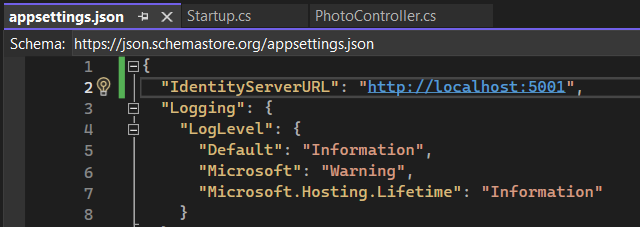 appsettings.json Startup.cs PhotoController.cs
Schema: https://json.schemastore.org/appsettings.json
1 {
2 "IdentityServerURL": "http://localhost:5001",
3 "Logging": {
4 "LogLevel": {
5 "Default": "Information",
6 "Microsoft": "Warning",
7 "Microsoft.Hosting.Lifetime": "Information"
8 }